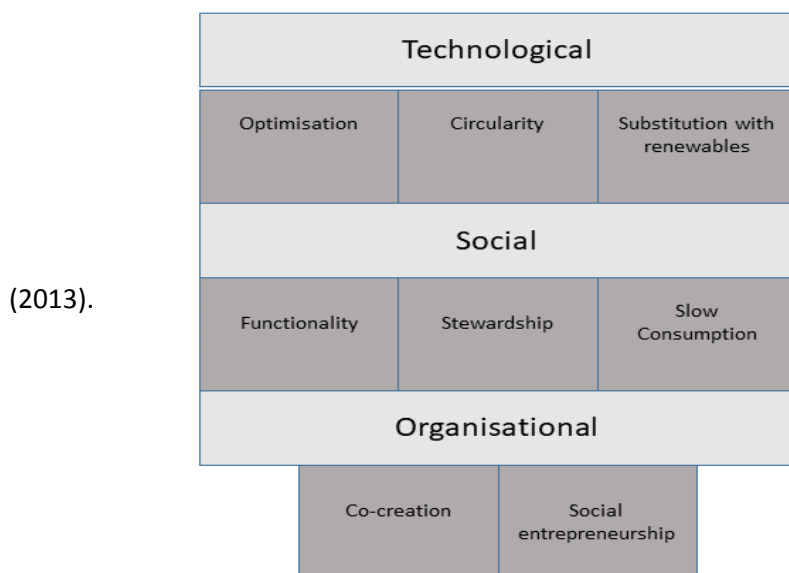 Technological
Optimisation
Circularity
Substitution with
renewables
Social
(2013).
Functionality
Stewardship
Slow
Consumption
Organisational
Co-creation
Social
entrepreneurship